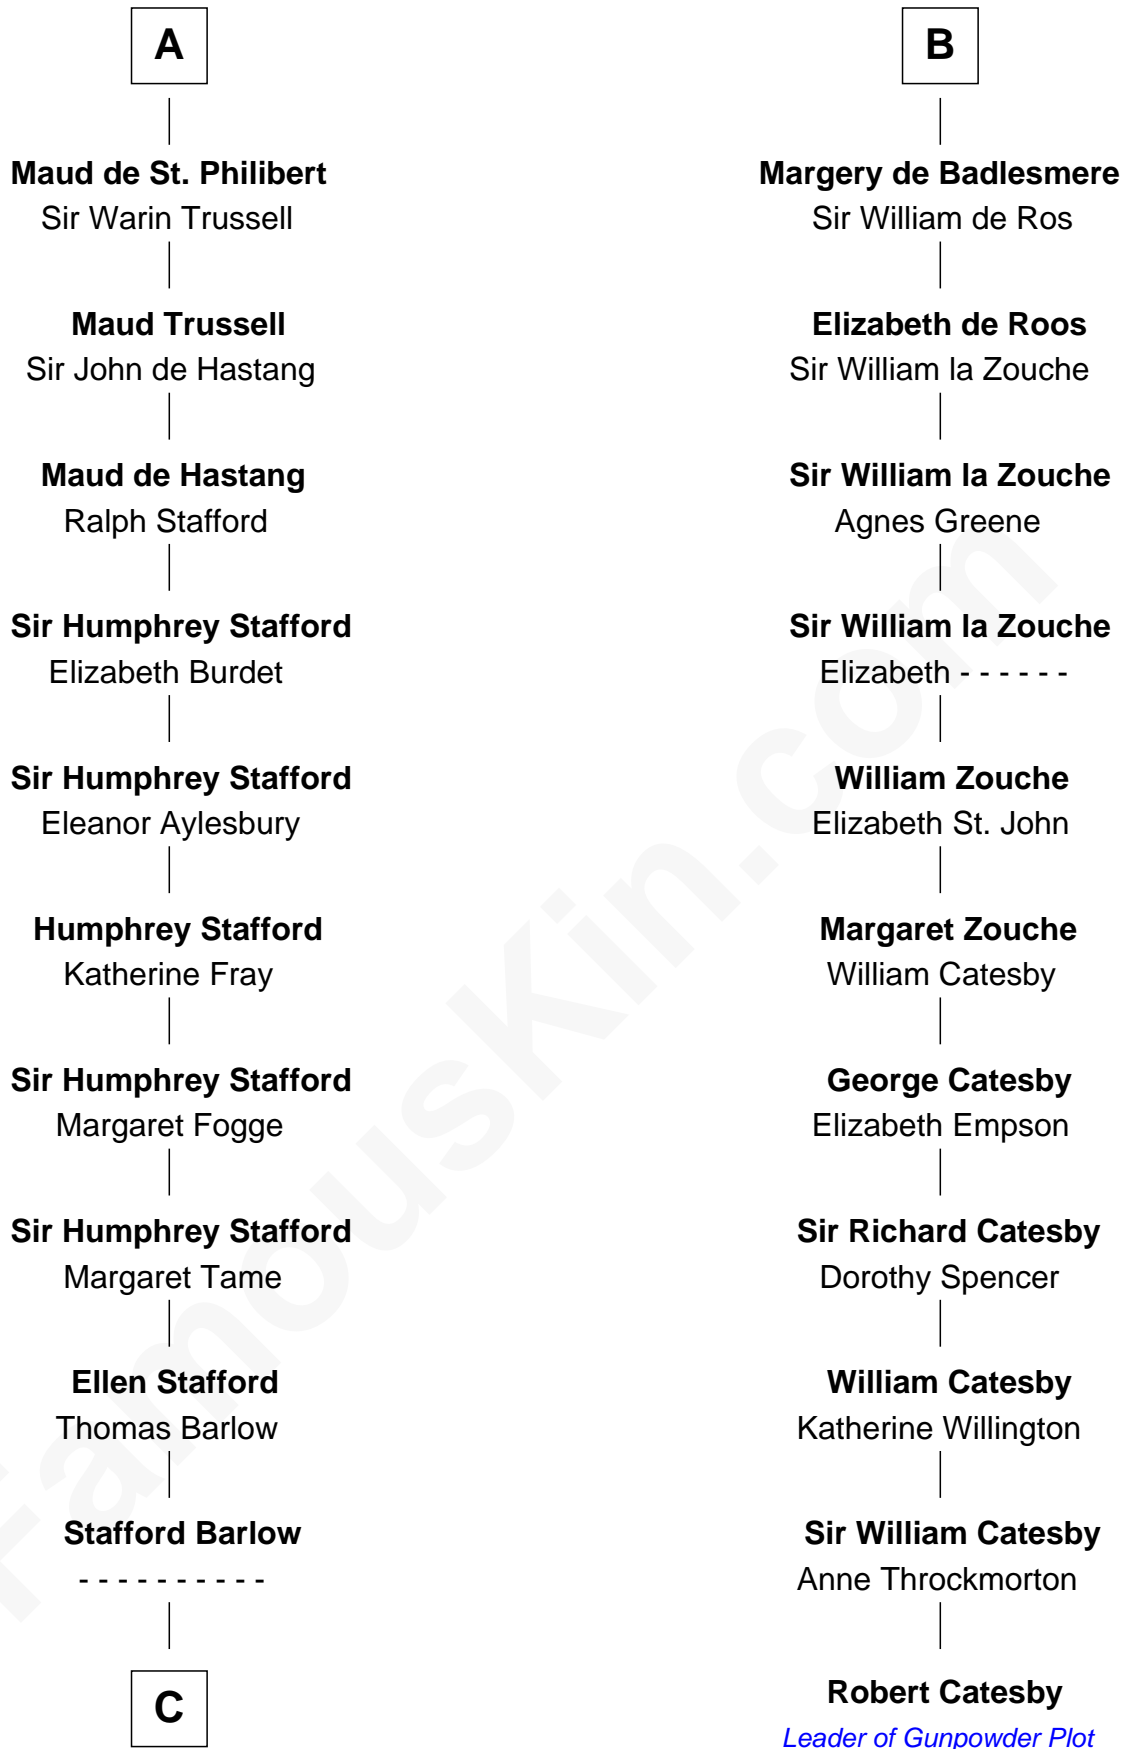 A
Maud de St. Philibert
Sir Warin Trussell
Maud Trussell
Sir John de Hastang
Maud de Hastang
Ralph Stafford
Sir Humphrey Stafford
Elizabeth Burdet
Sir Humphrey Stafford
Eleanor Aylesbury
Humphrey Stafford
Katherine Fray
Sir Humphrey Stafford
Margaret Fogge
Sir Humphrey Stafford
Margaret Tame
Ellen Stafford
Thomas Barlow
Stafford Barlow
- - - - - - - - - -
C
B
Margery de Badlesmere
Sir William de Ros
Elizabeth de Roos
Sir William la Zouche
Sir William la Zouche
Agnes Greene
Sir William la Zouche
Elizabeth - - - - - -
William Zouche
Elizabeth St. John
Margaret Zouche
William Catesby
George Catesby
Elizabeth Empson
Sir Richard Catesby
Dorothy Spencer
William Catesby
Katherine Willington
Sir William Catesby
Anne Throckmorton
Robert Catesby
Leader of Gunpowder Plot
FamousKin.com